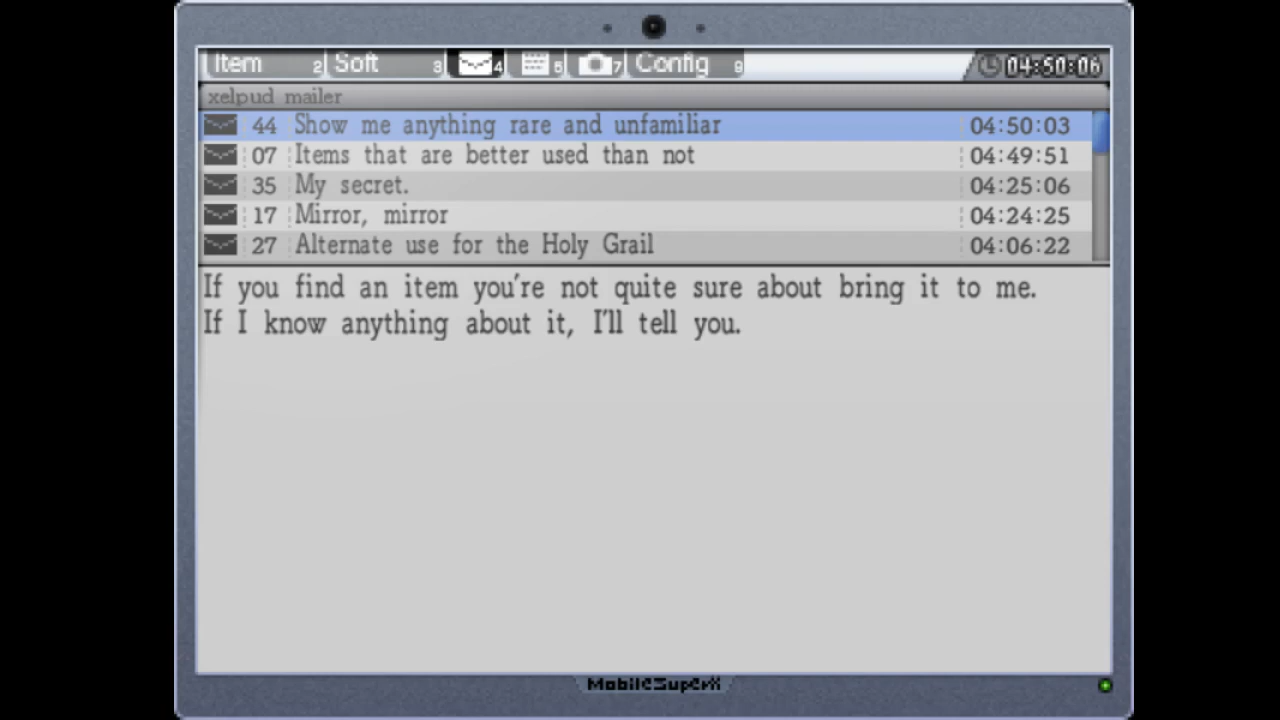 Item 2 Soft 3 4 5 7 Config 9 04:50:06
xelpud mailer
44 Show me anything rare and unfamiliar 04:50:03
07 Items that are better used than not 04:49:51
35 My secret. 04:25:06
17 Mirror, mirror 04:24:25
27 Alternate use for the Holy Grail 04:06:22
If you find an item you're not quite sure about bring it to me.
If I know anything about it, I'll tell you.
MobileSuperX